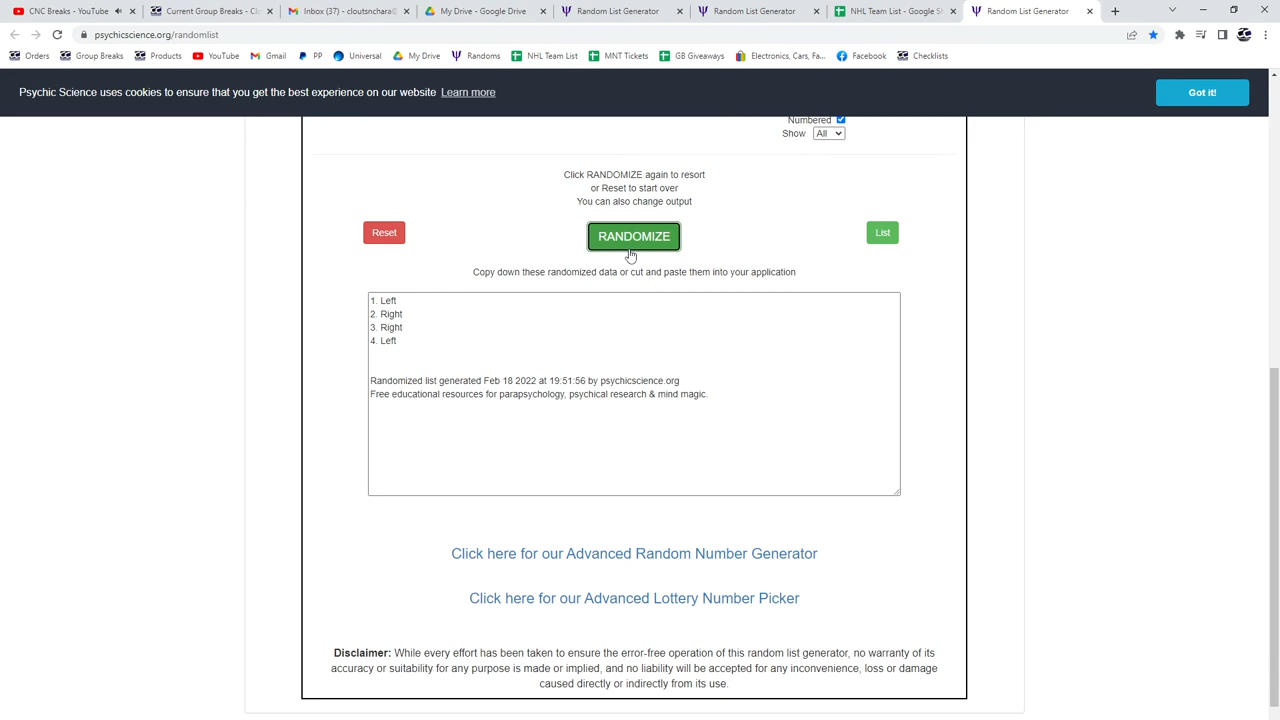 CNC Breaks - YouTube
Current Group Breaks - Cl
Inbox (37) - cloutsnchara@
My Drive - Google Drive
Random List Generator
Random List Generator
NHL Team List - Google Sh
Random List Generator
psychicscience.org/randomlist
Orders
Group Breaks
Products
YouTube
Gmail
PP
Universal
My Drive
Randoms
NHL Team List
MNT Tickets
GB Giveaways
Electronics, Cars, Fa...
Facebook
Checklists
Psychic Science uses cookies to ensure that you get the best experience on our website Learn more
Got it!
Numbered
Show All
Click RANDOMIZE again to resort
or Reset to start over
You can also change output
Reset
RANDOMIZE
List
Copy down these randomized data or cut and paste them into your application
1. Left
2. Right
3. Right
4. Left
Randomized list generated Feb 18 2022 at 19:51:56 by psychicscience.org
Free educational resources for parapsychology, psychical research & mind magic.
Click here for our Advanced Random Number Generator
Click here for our Advanced Lottery Number Picker
Disclaimer: While every effort has been taken to ensure the error-free operation of this random list generator, no warranty of its
accuracy or suitability for any purpose is made or implied, and no liability will be accepted for any inconvenience, loss or damage
caused directly or indirectly from its use.